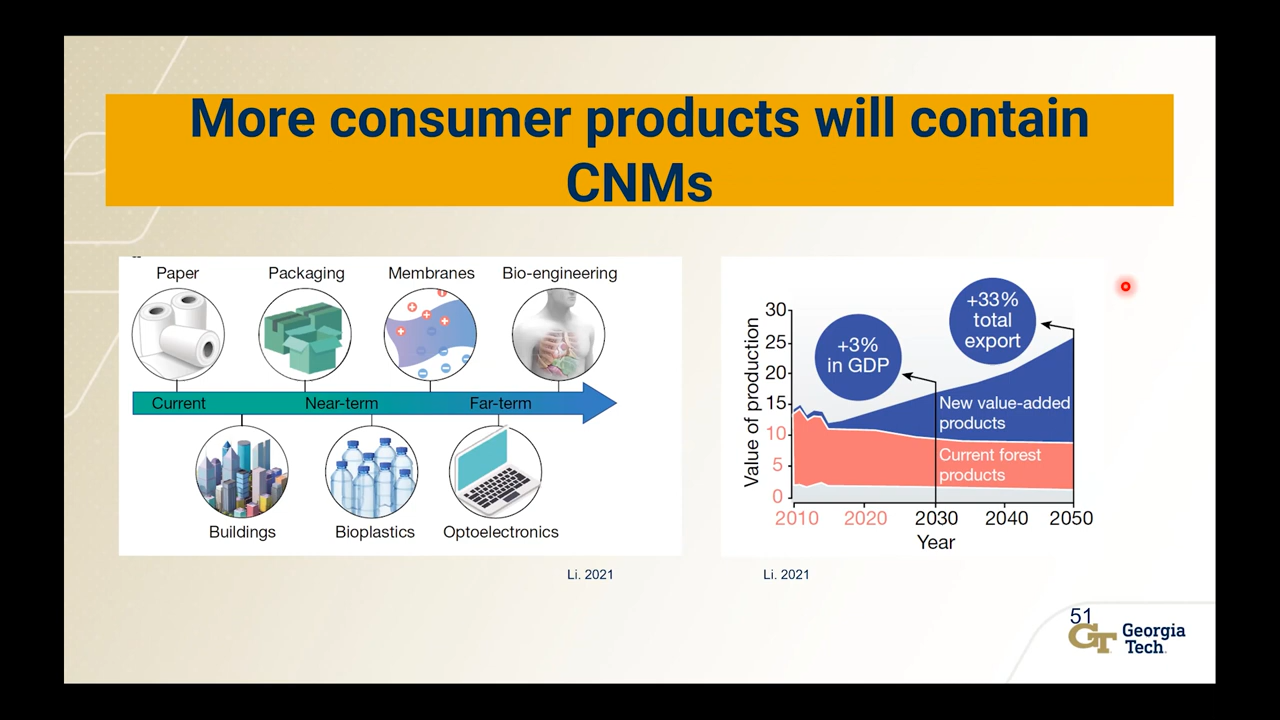 More consumer products will contain
CNMs
Paper
Packaging
Membranes
Bio-engineering
Current
Near-term
Far-term
Buildings
Bioplastics
Optoelectronics
Li. 2021
Value of production
30
25
20
15
10
5
0
+3%
in GDP
+33%
total
export
New value-added
products
Current forest
products
2010
2020
2030
2040
2050
Year
Li. 2021
51
GT
Georgia
Tech.